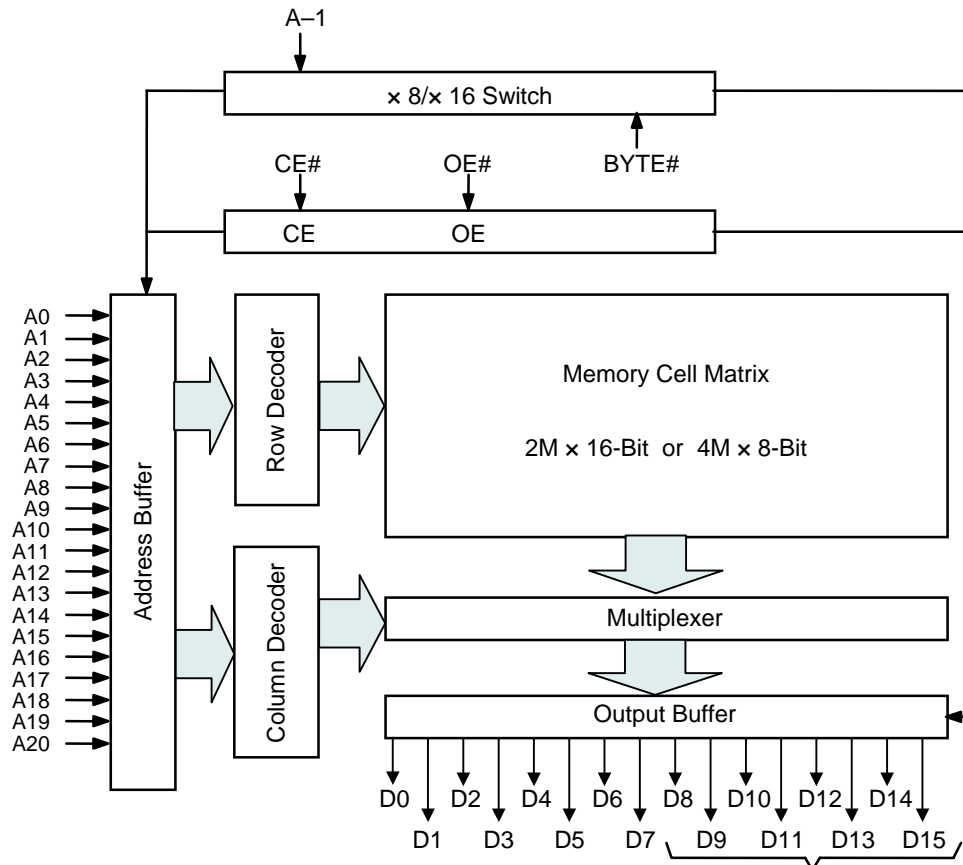 A–1
× 8/× 16 Switch
CE#
OE#
BYTE#
CE
OE
A0
A1
A2
A3
A4
A5
A6
A7
A8
A9
A10
A11
A12
A13
A14
A15
A16
A17
A18
A19
A20
Address Buffer
Row Decoder
Column Decoder
Memory Cell Matrix
2M × 16-Bit or 4M × 8-Bit
Multiplexer
Output Buffer
D0 D2 D4 D6 D8 D10 D12 D14
D1 D3 D5 D7 D9 D11 D13 D15